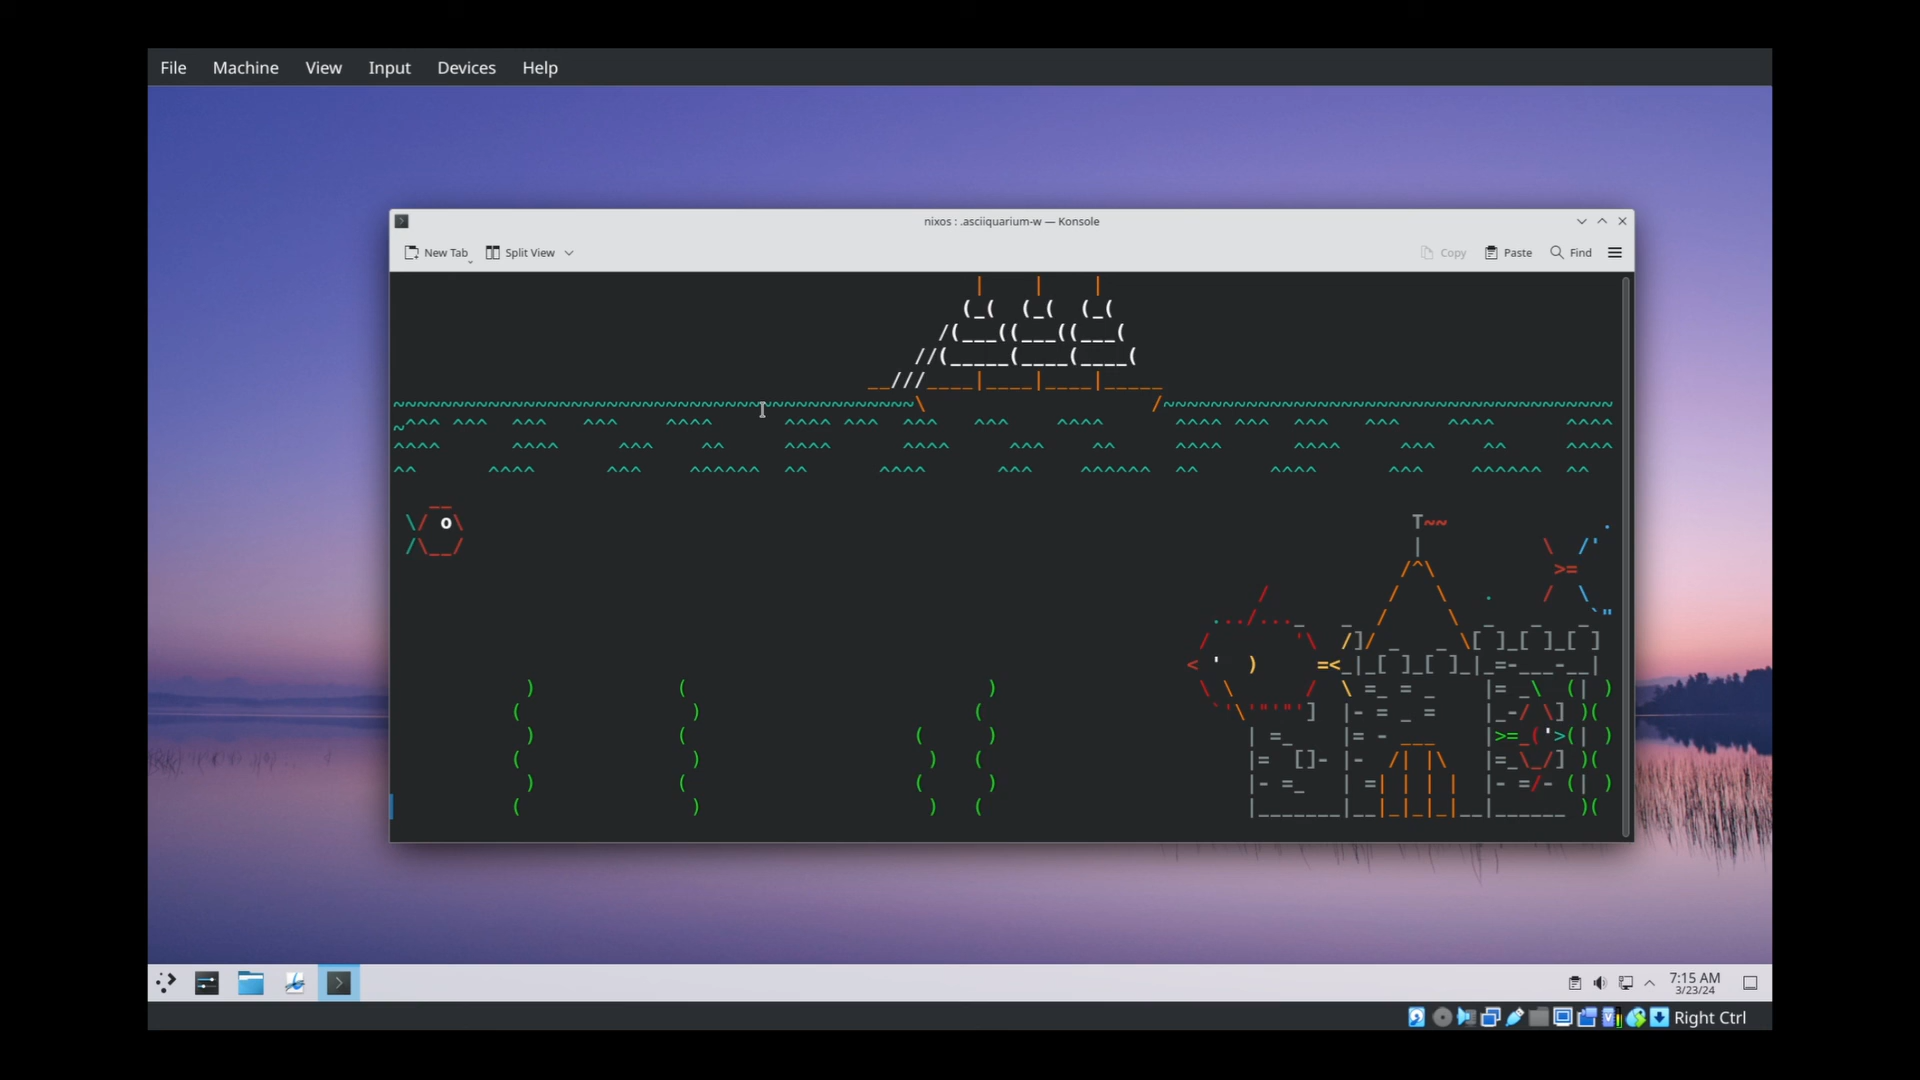 File Machine View Input Devices Help
nixos : .asciiquarium-w — Konsole
New Tab Split View Copy Paste Find
7:15 AM
3/23/24
Right Ctrl